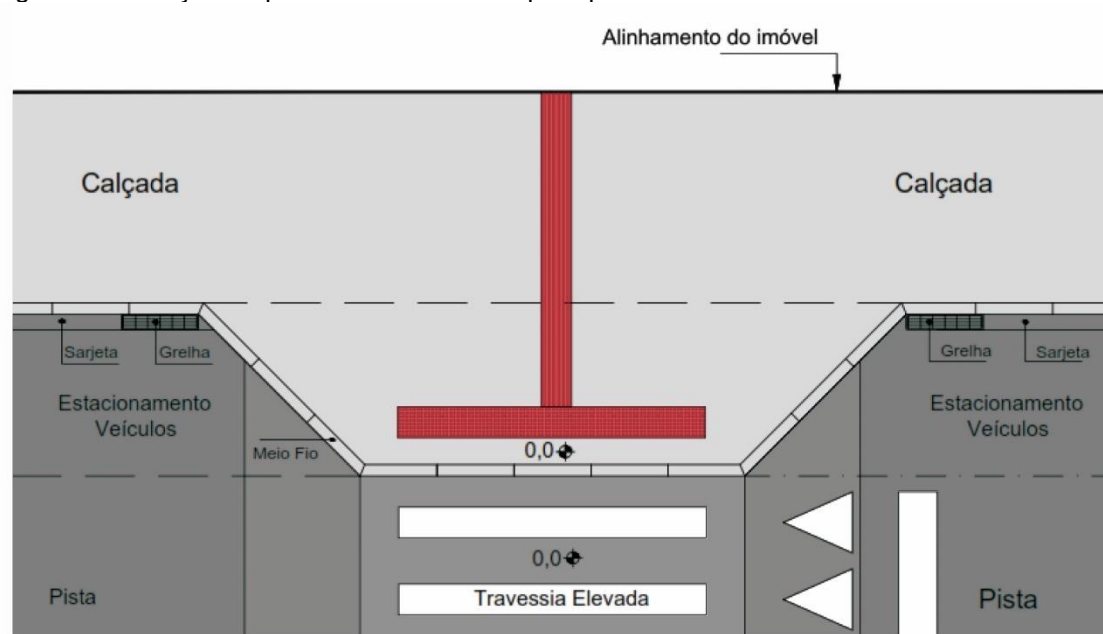 Alinhamento do imóvel
Calçada
Calçada
Sarjeta
Grelha
Grelha
Sarjeta
Estacionamento
Veículos
Estacionamento
Veículos
Meio Fio
0,0
0,0
Pista
Travessia Elevada
Pista